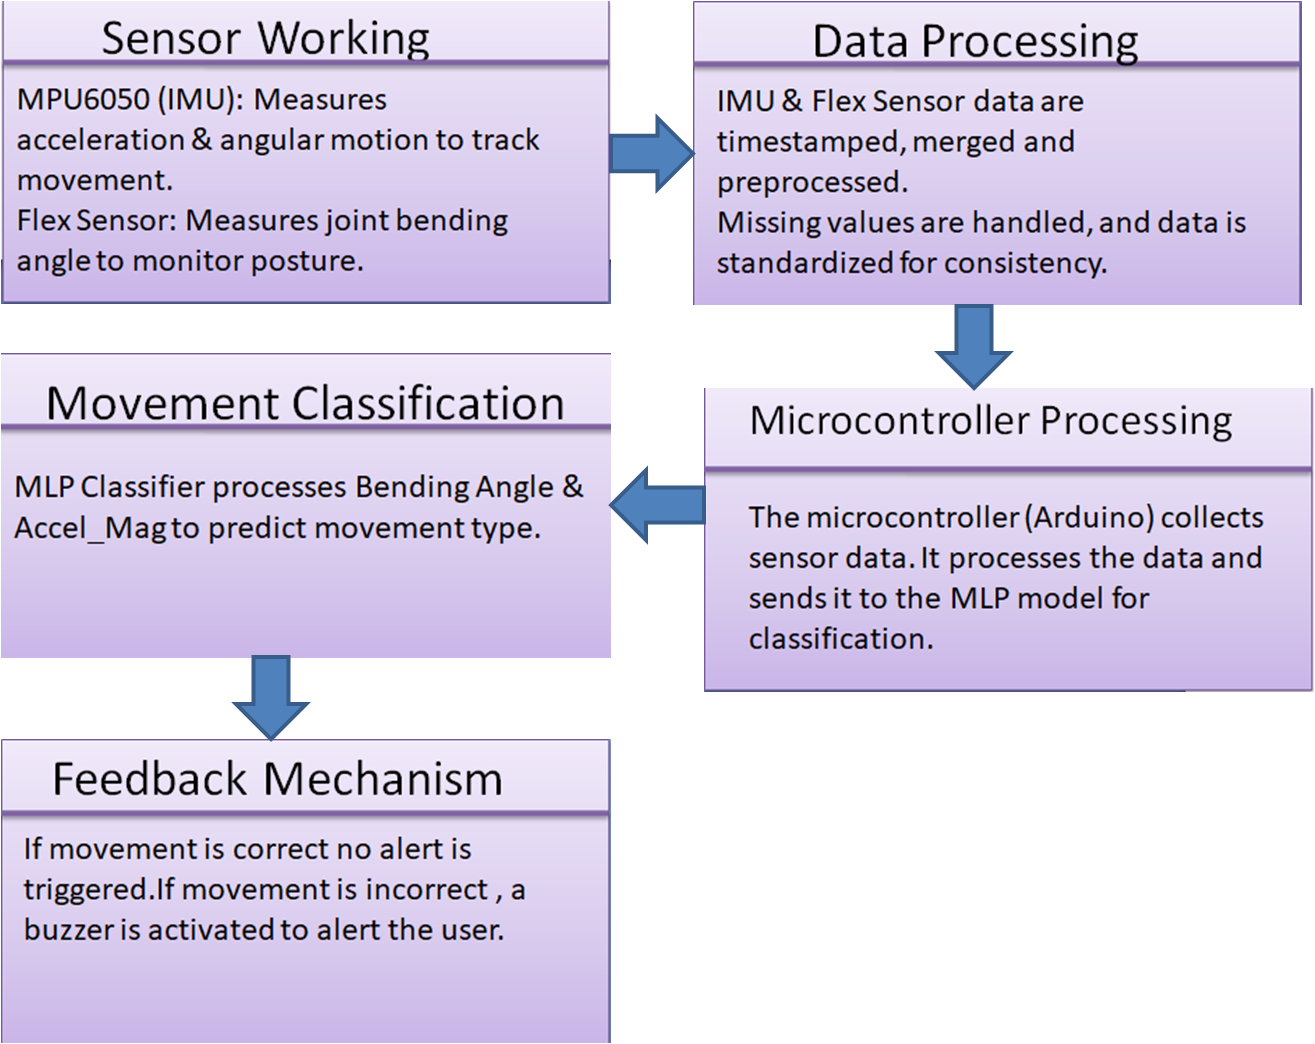 Sensor Working
MPU6050 (IMU): Measures
acceleration & angular motion to track
movement.
Flex Sensor: Measures joint bending
angle to monitor posture.
Data Processing
IMU & Flex Sensor data are
timestamped, merged and
preprocessed.
Missing values are handled, and data is
standardized for consistency.
Microcontroller Processing
The microcontroller (Arduino) collects
sensor data. It processes the data and
sends it to the MLP model for
classification.
Movement Classification
MLP Classifier processes Bending Angle &
Accel_Mag to predict movement type.
Feedback Mechanism
If movement is correct no alert is
triggered.If movement is incorrect , a
buzzer is activated to alert the user.